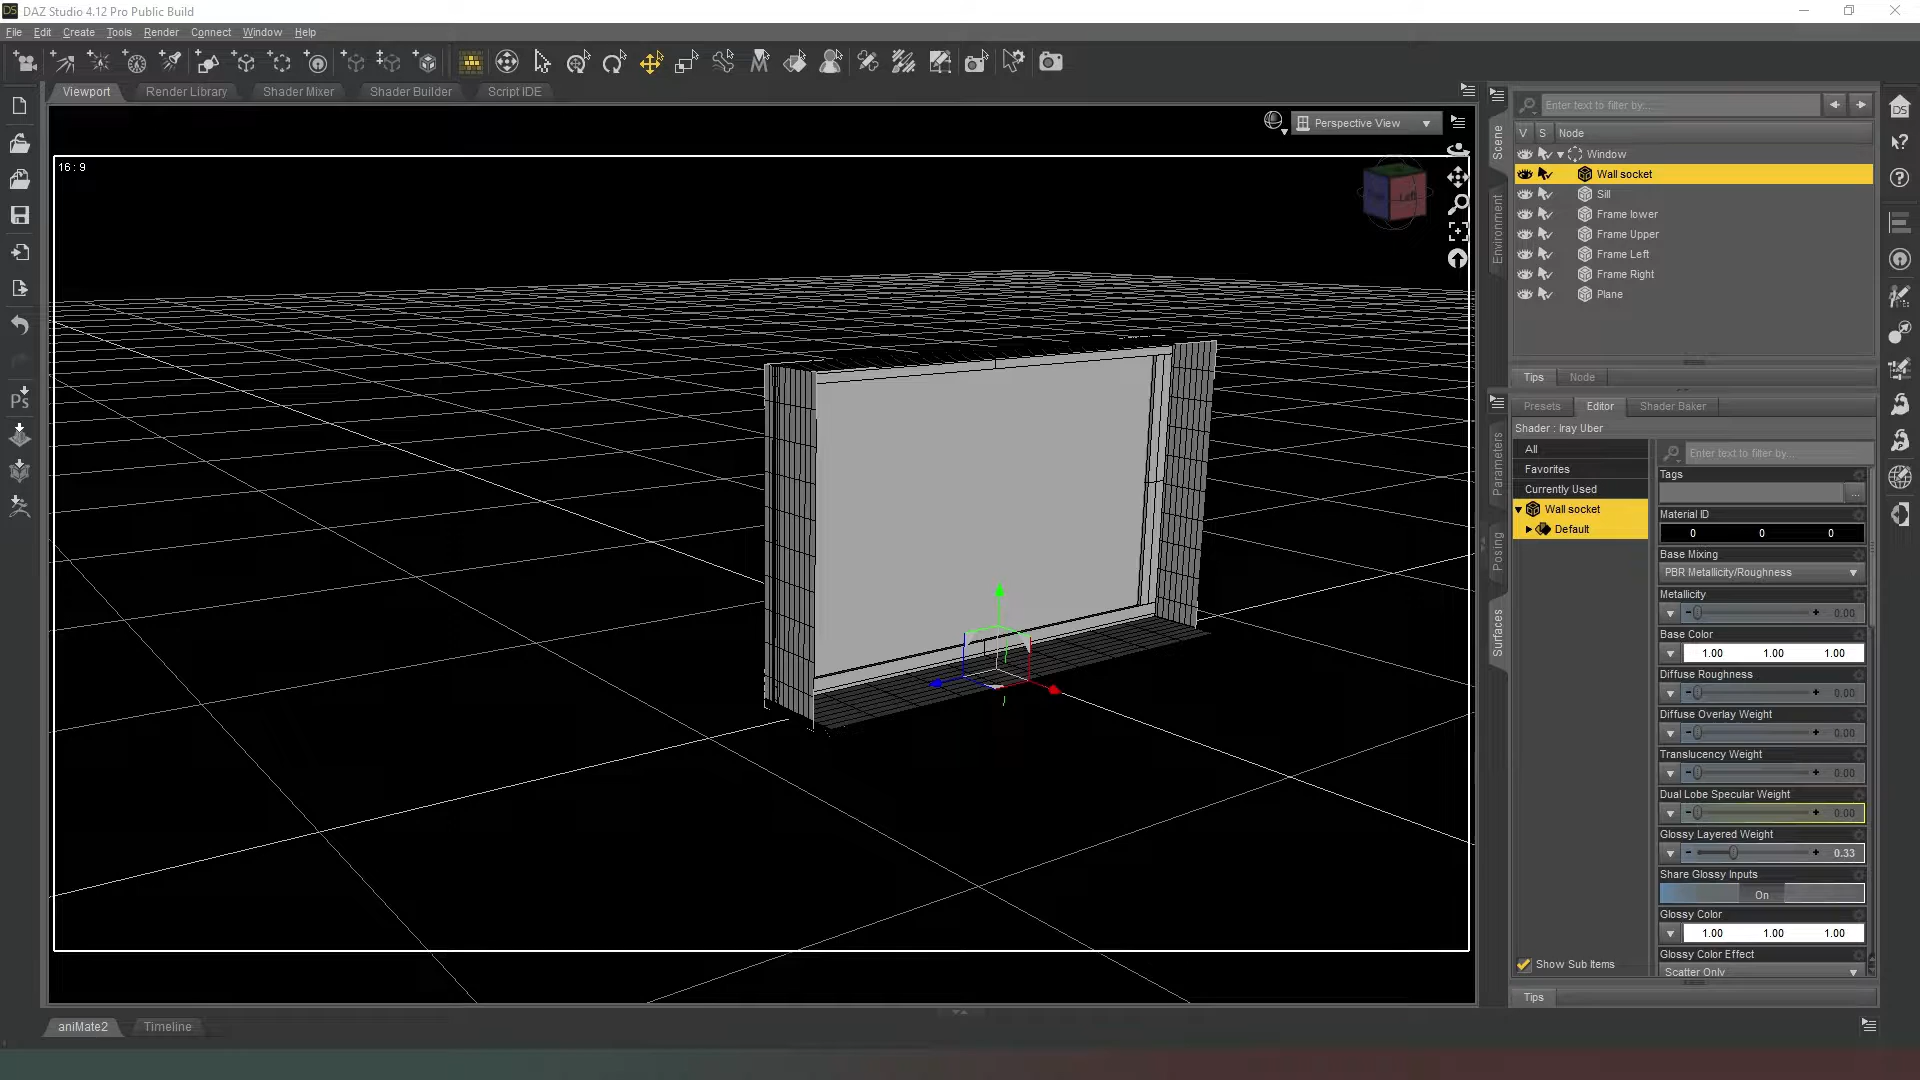 DAZ Studio 4.12 Pro Public Build
File Edit Create Tools Render Connect Window Help
Viewport Render Library Shader Mixer Shader Builder Script IDE
Perspective View
16 : 9
Left
Ps
Scene
Environment
Enter text to filter by...
V S Node
Window
Wall socket
Sill
Frame lower
Frame Upper
Frame Left
Frame Right
Plane
Tips Node
Parameters
Posing
Surfaces
Presets Editor Shader Baker
Shader : Iray Uber
All
Favorites
Currently Used
Wall socket
Default
Show Sub Items
Enter text to filter by...
Tags
...
Material ID
0 0 0
Base Mixing
PBR Metallicity/Roughness
Metallicity
0.00
Base Color
1.00 1.00 1.00
Diffuse Roughness
0.00
Diffuse Overlay Weight
0.00
Translucency Weight
0.00
Dual Lobe Specular Weight
0.00
Glossy Layered Weight
0.33
Share Glossy Inputs
On
Glossy Color
1.00 1.00 1.00
Glossy Color Effect
Scatter Only
Tips
DS
aniMate2 Timeline